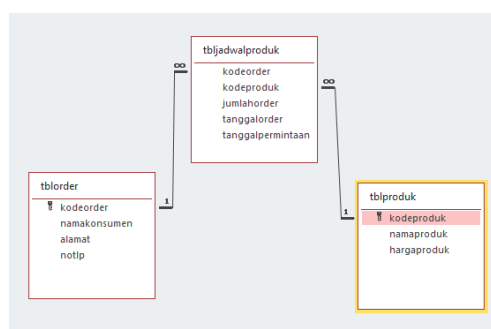 tbljadwalproduk
kodeorder
kodeproduk
jumlahorder
tanggalorder
tanggalpermintaan
∞
∞
tblorder
kodeorder
namakonsumen
alamat
notlp
1
tblproduk
kodeproduk
namaproduk
hargaproduk
1